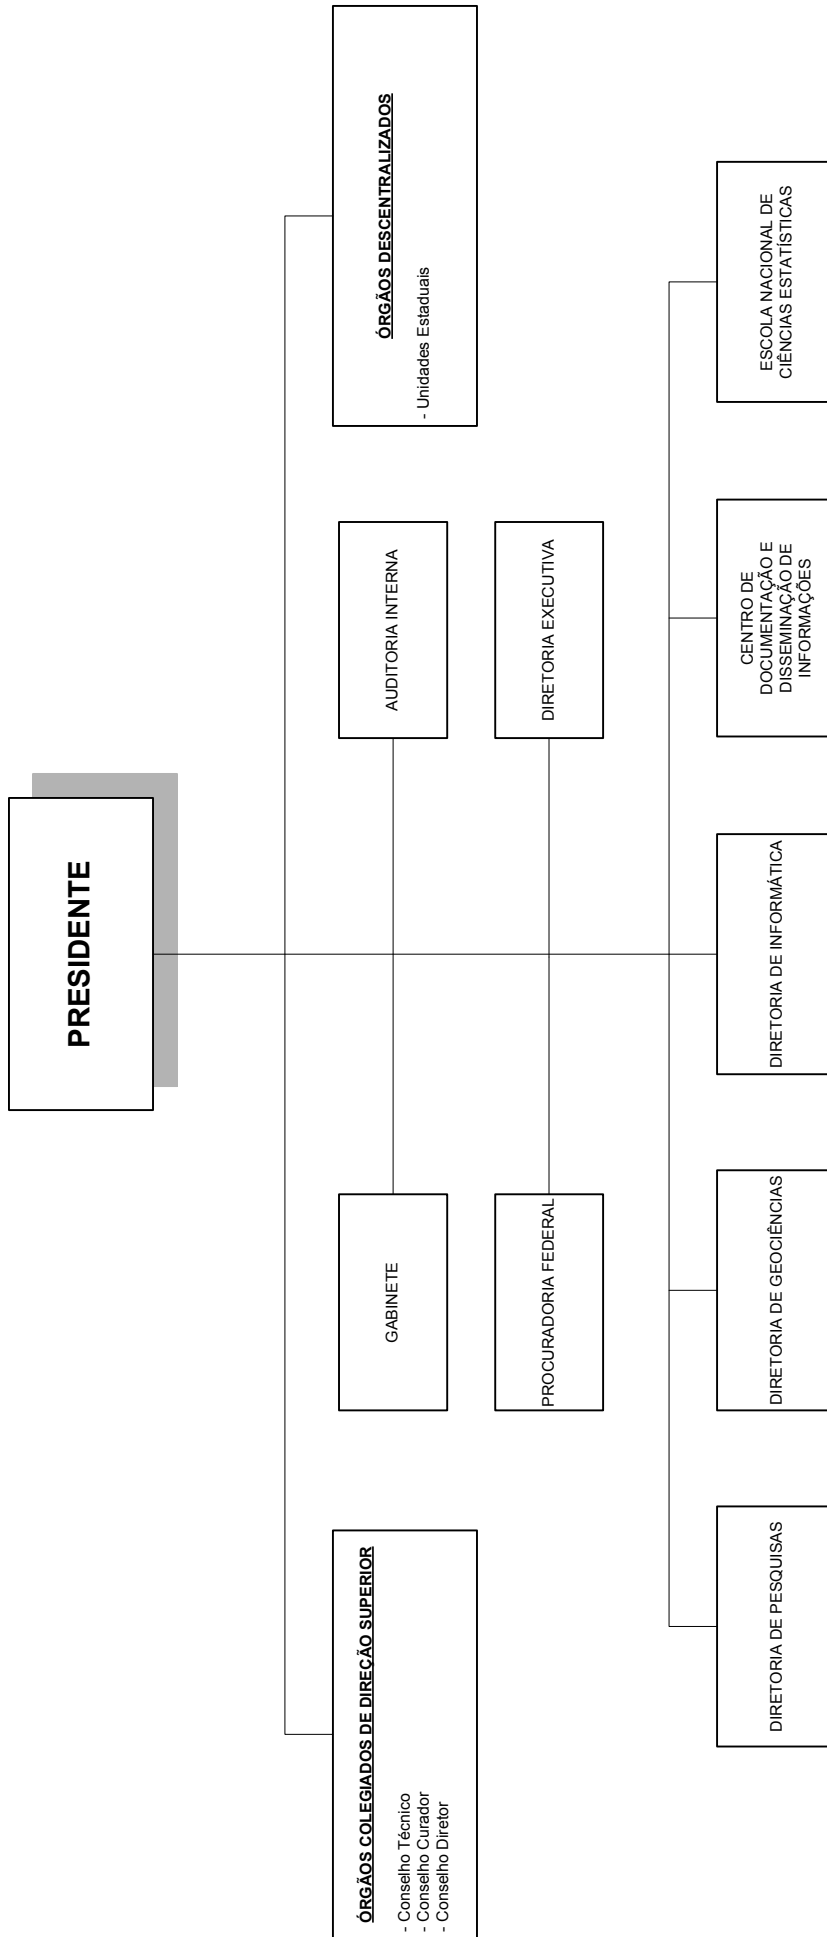 PRESIDENTE
ÓRGÃOS COLEGIADOS DE DIREÇÃO SUPERIOR
- Conselho Técnico
- Conselho Curador
- Conselho Diretor
GABINETE
AUDITORIA INTERNA
ÓRGÃOS DESCENTRALIZADOS
- Unidades Estaduais
PROCURADORIA FEDERAL
DIRETORIA EXECUTIVA
DIRETORIA DE PESQUISAS
DIRETORIA DE GEOCIÊNCIAS
DIRETORIA DE INFORMÁTICA
CENTRO DE
DOCUMENTAÇÃO E
DISSEMINAÇÃO DE
INFORMAÇÕES
ESCOLA NACIONAL DE
CIÊNCIAS ESTATÍSTICAS